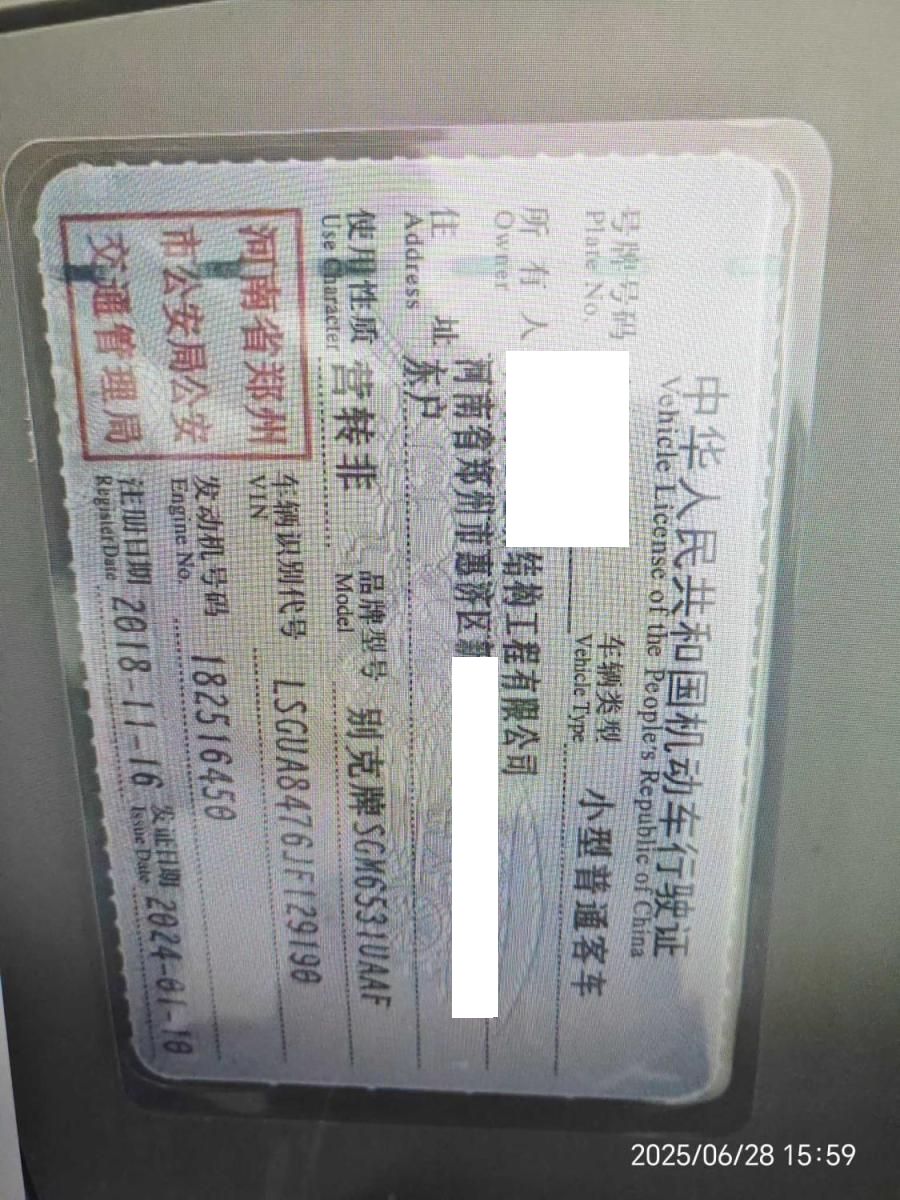 中华人民共和国机动车行驶证
Vehicle License of the People's Republic of China
号牌号码
Plate No.
车辆类型 小型普通客车
Vehicle Type
所有人 结构工程有限公司
Owner
住址 河南省郑州市惠济区
Address
东户
使用性质 营转非
Use Character
品牌型号 别克牌SGM6531UAAF
Model
河南省郑州
市公安局公安
交通管理局
车辆识别代号 LSGUA8476JF129190
VIN
发动机号码 182516450
Engine No.
注册日期 2018-11-16
Register Date
发证日期 2024-01-10
Issue Date
2025/06/28 15:59